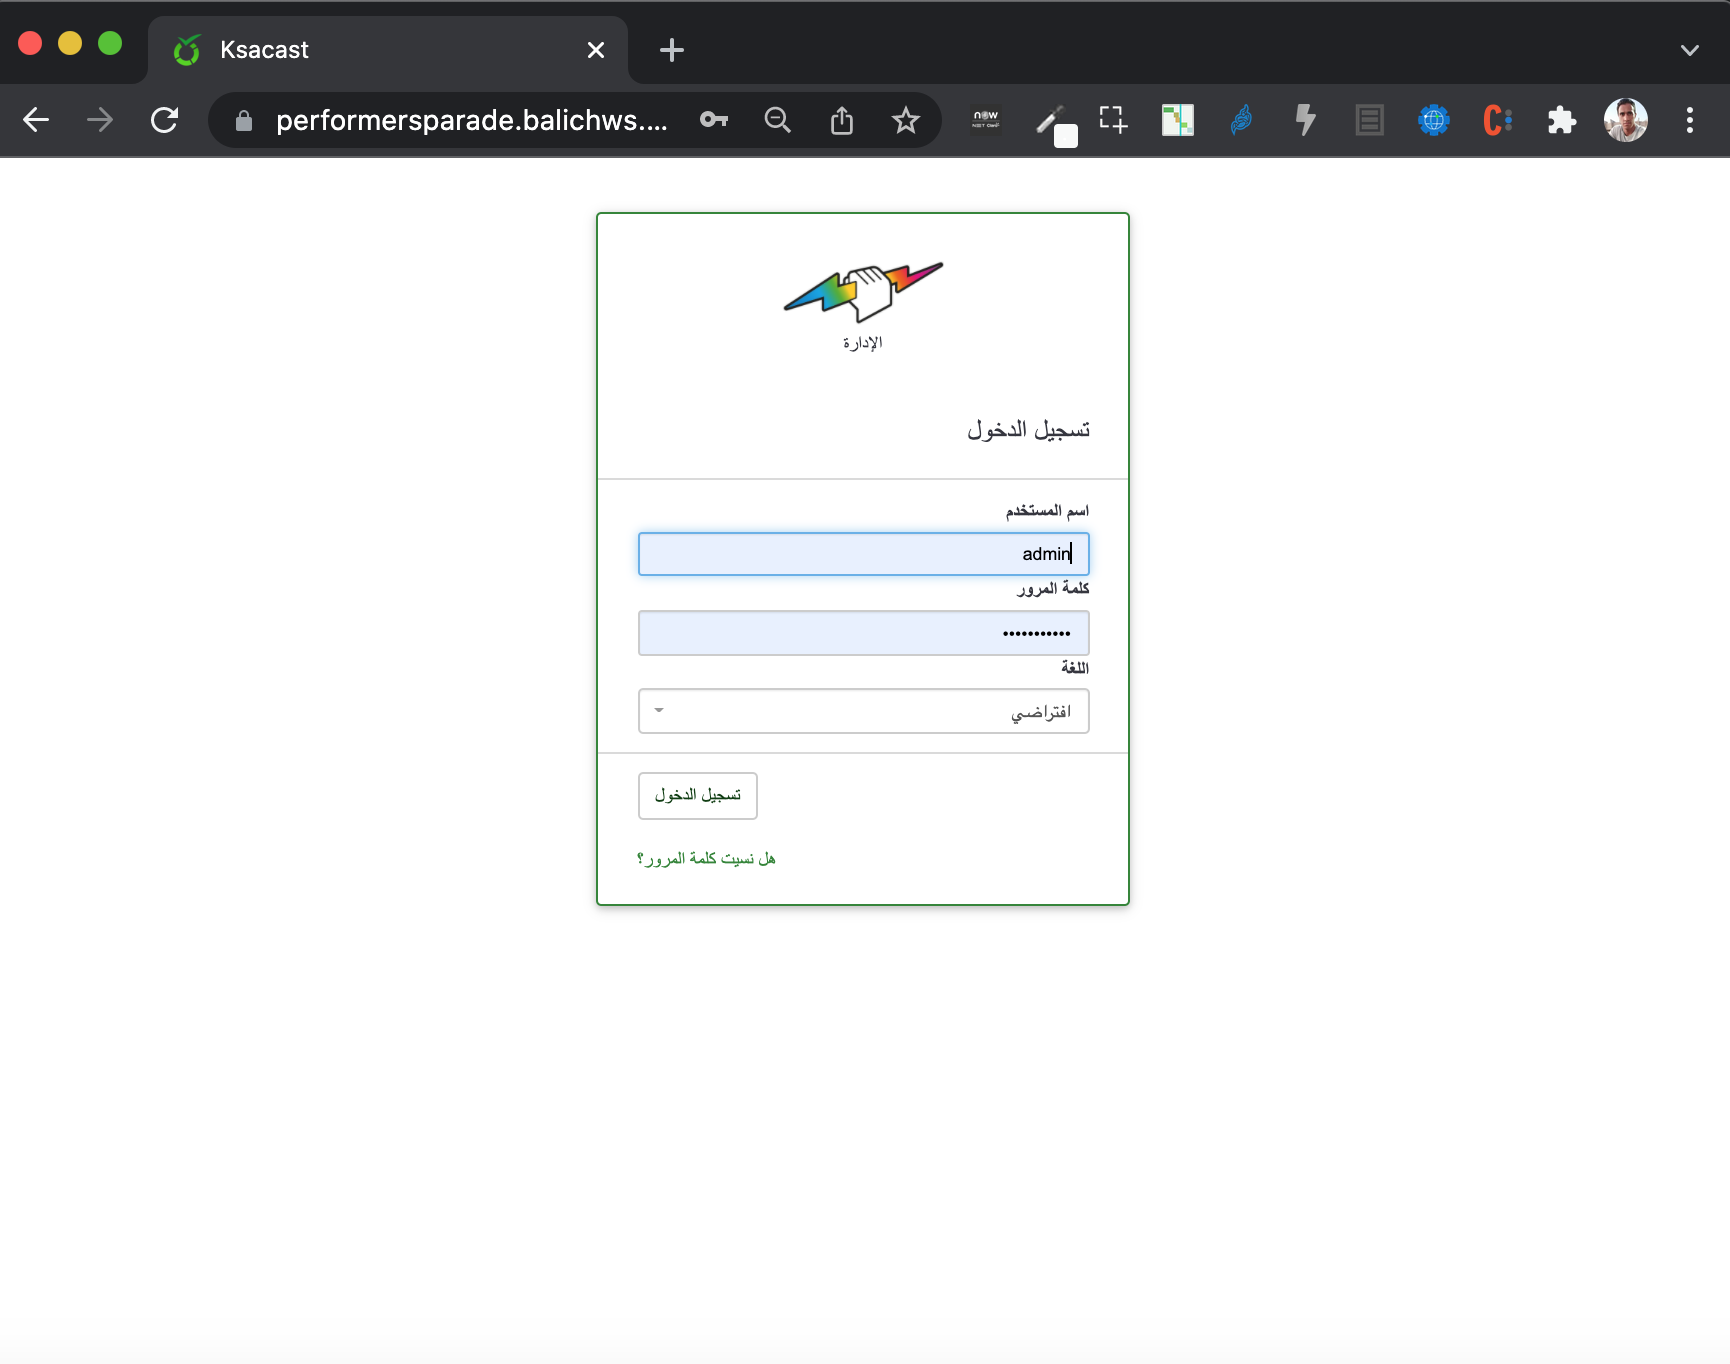 Ksacast
performersparade.balichws....
now
الإدارة
تسجيل الدخول
اسم المستخدم
admin
كلمة المرور
•••••••••••
اللغة
افتراضي
تسجيل الدخول
هل نسيت كلمة المرور؟